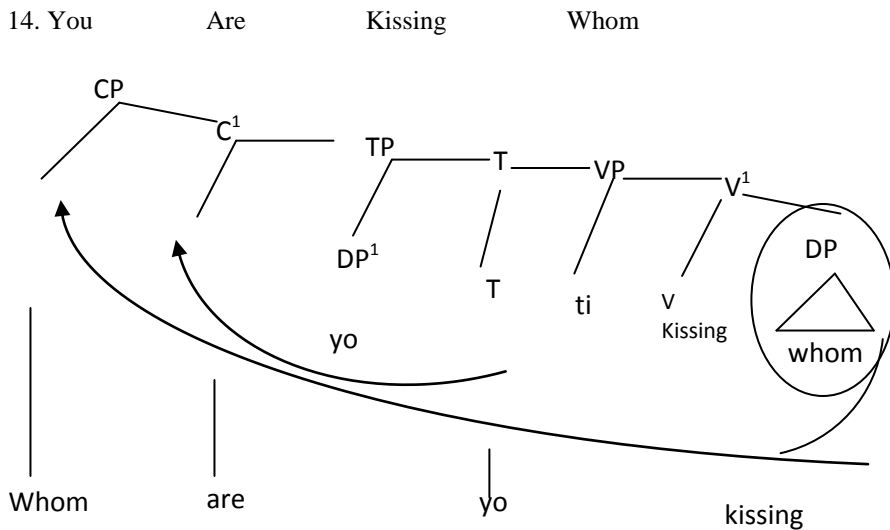 14. You Are Kissing Whom
CP
C¹
TP
T
VP
V¹
DP¹
T
ti
V
Kissing
DP
yo
whom
Whom are yo kissing